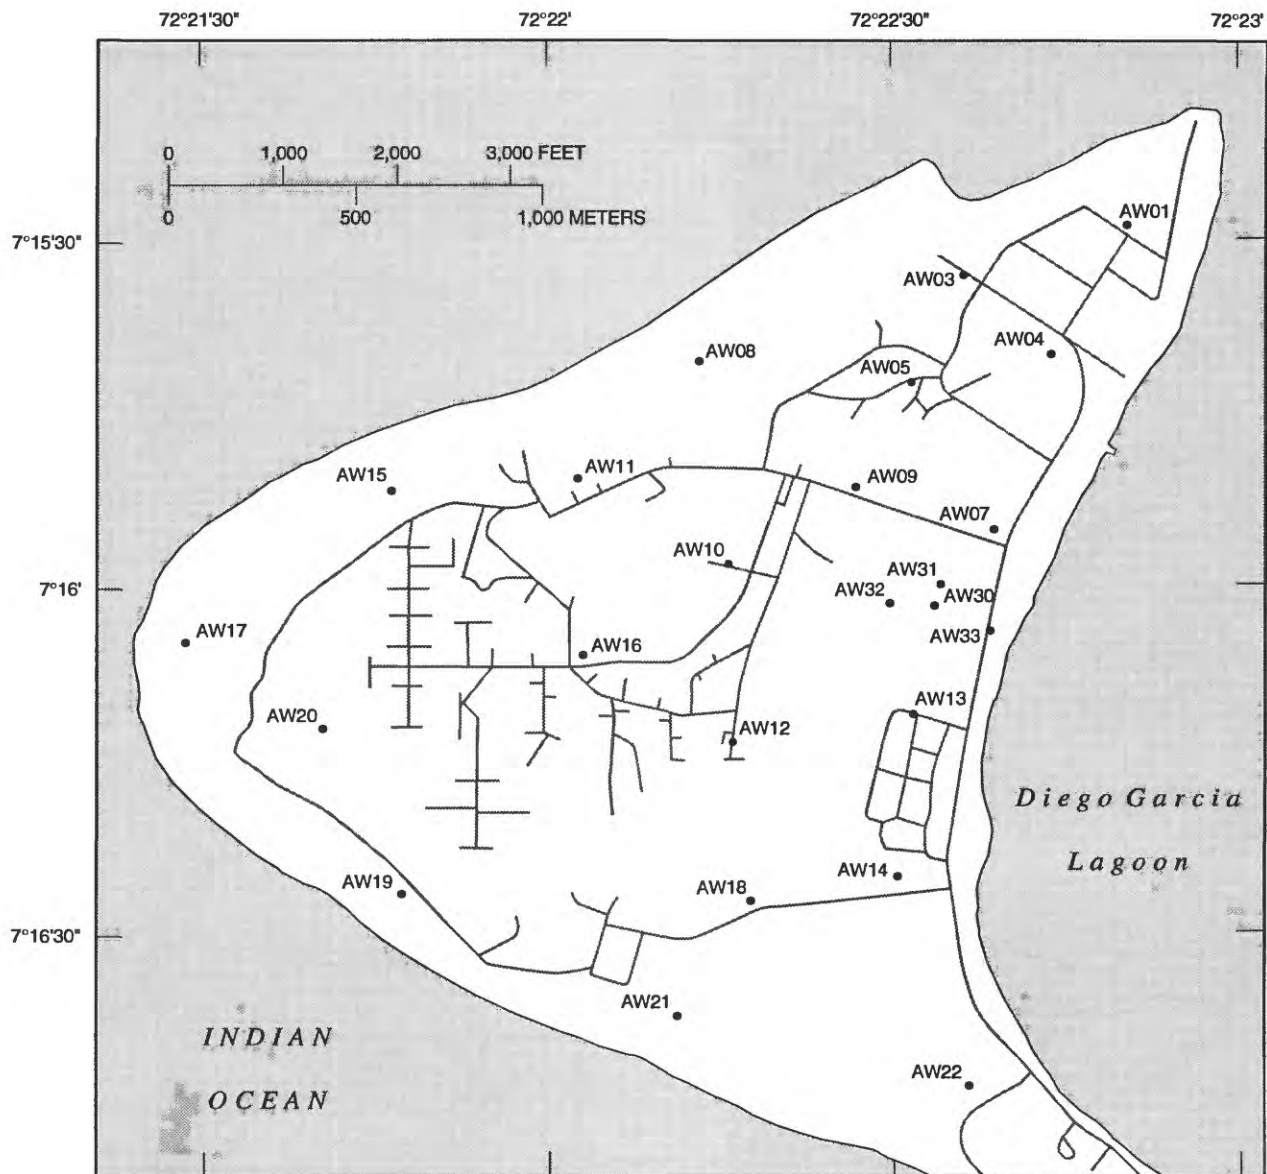 72°21'30" 72°22' 72°22'30" 72°23'
0 1,000 2,000 3,000 FEET
0 500 1,000 METERS
7°15'30"
AW01
AW03
AW04
AW08
AW05
AW11
AW15
AW09
AW07
AW10
AW31
7°16'
AW32
AW30
AW33
AW17
AW16
AW13
AW20
AW12
Diego Garcia
Lagoon
AW14
AW19
AW18
7°16'30"
AW21
INDIAN
OCEAN
AW22